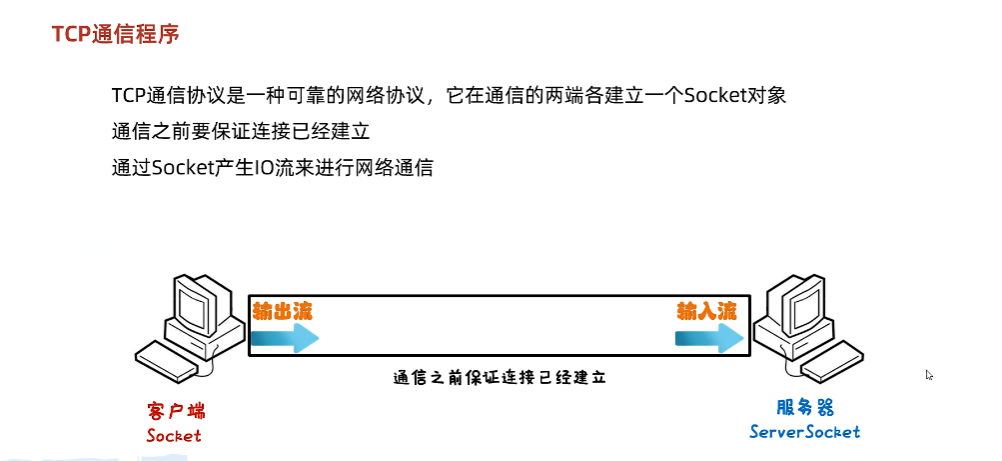 TCP通信程序
TCP通信协议是一种可靠的网络协议，它在通信的两端各建立一个Socket对象
通信之前要保证连接已经建立
通过Socket产生IO流来进行网络通信
输出流
输入流
通信之前保证连接已经建立
客户端
Socket
服务器
ServerSocket